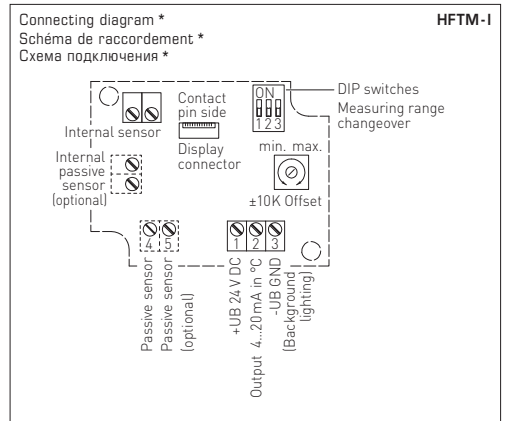 Connecting diagram *
HFTM-I
Schéma de raccordement *
Схема подключения *
ON
1 2 3
DIP switches
Measuring range
changeover
Contact
pin side
Internal sensor
Display
connector
min. max.
±10K Offset
Internal
passive
sensor
(optional)
4 5
1 2 3
Passive sensor
Passive sensor
(optional)
+UB 24 V DC
Output 4...20mA in °C
-UB GND
(Background
lighting)